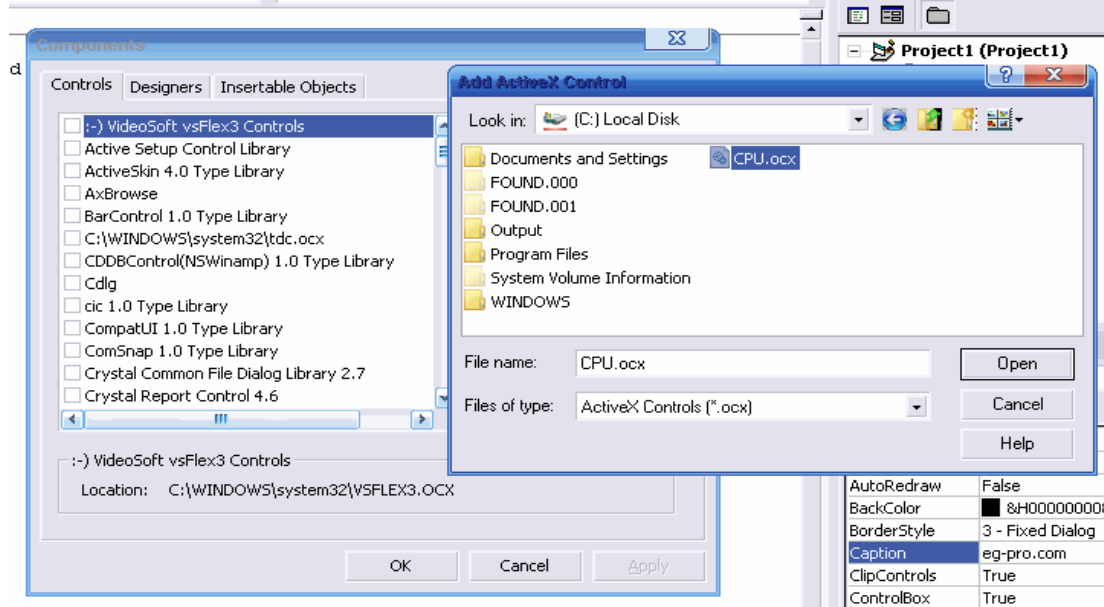 Components
d
Controls
Designers
Insertable Objects
:-) VideoSoft vsFlex3 Controls
Active Setup Control Library
ActiveSkin 4.0 Type Library
AxBrowse
BarControl 1.0 Type Library
C:\WINDOWS\system32\tdc.ocx
CDDBControl(NSWinamp) 1.0 Type Library
Cdlg
cic 1.0 Type Library
CompatUI 1.0 Type Library
ComSnap 1.0 Type Library
Crystal Common File Dialog Library 2.7
Crystal Report Control 4.6
:-) VideoSoft vsFlex3 Controls
Location: C:\WINDOWS\system32\VSFLEX3.OCX
OK
Cancel
Apply
Add ActiveX Control
Look in:
(C:) Local Disk
Documents and Settings
FOUND.000
FOUND.001
Output
Program Files
System Volume Information
WINDOWS
CPU.ocx
File name:
CPU.ocx
Open
Files of type:
ActiveX Controls (*.ocx)
Cancel
Help
Project1 (Project1)
AutoRedraw False
BackColor &H00000008
BorderStyle 3 - Fixed Dialog
Caption eg-pro.com
ClipControls True
ControlBox True